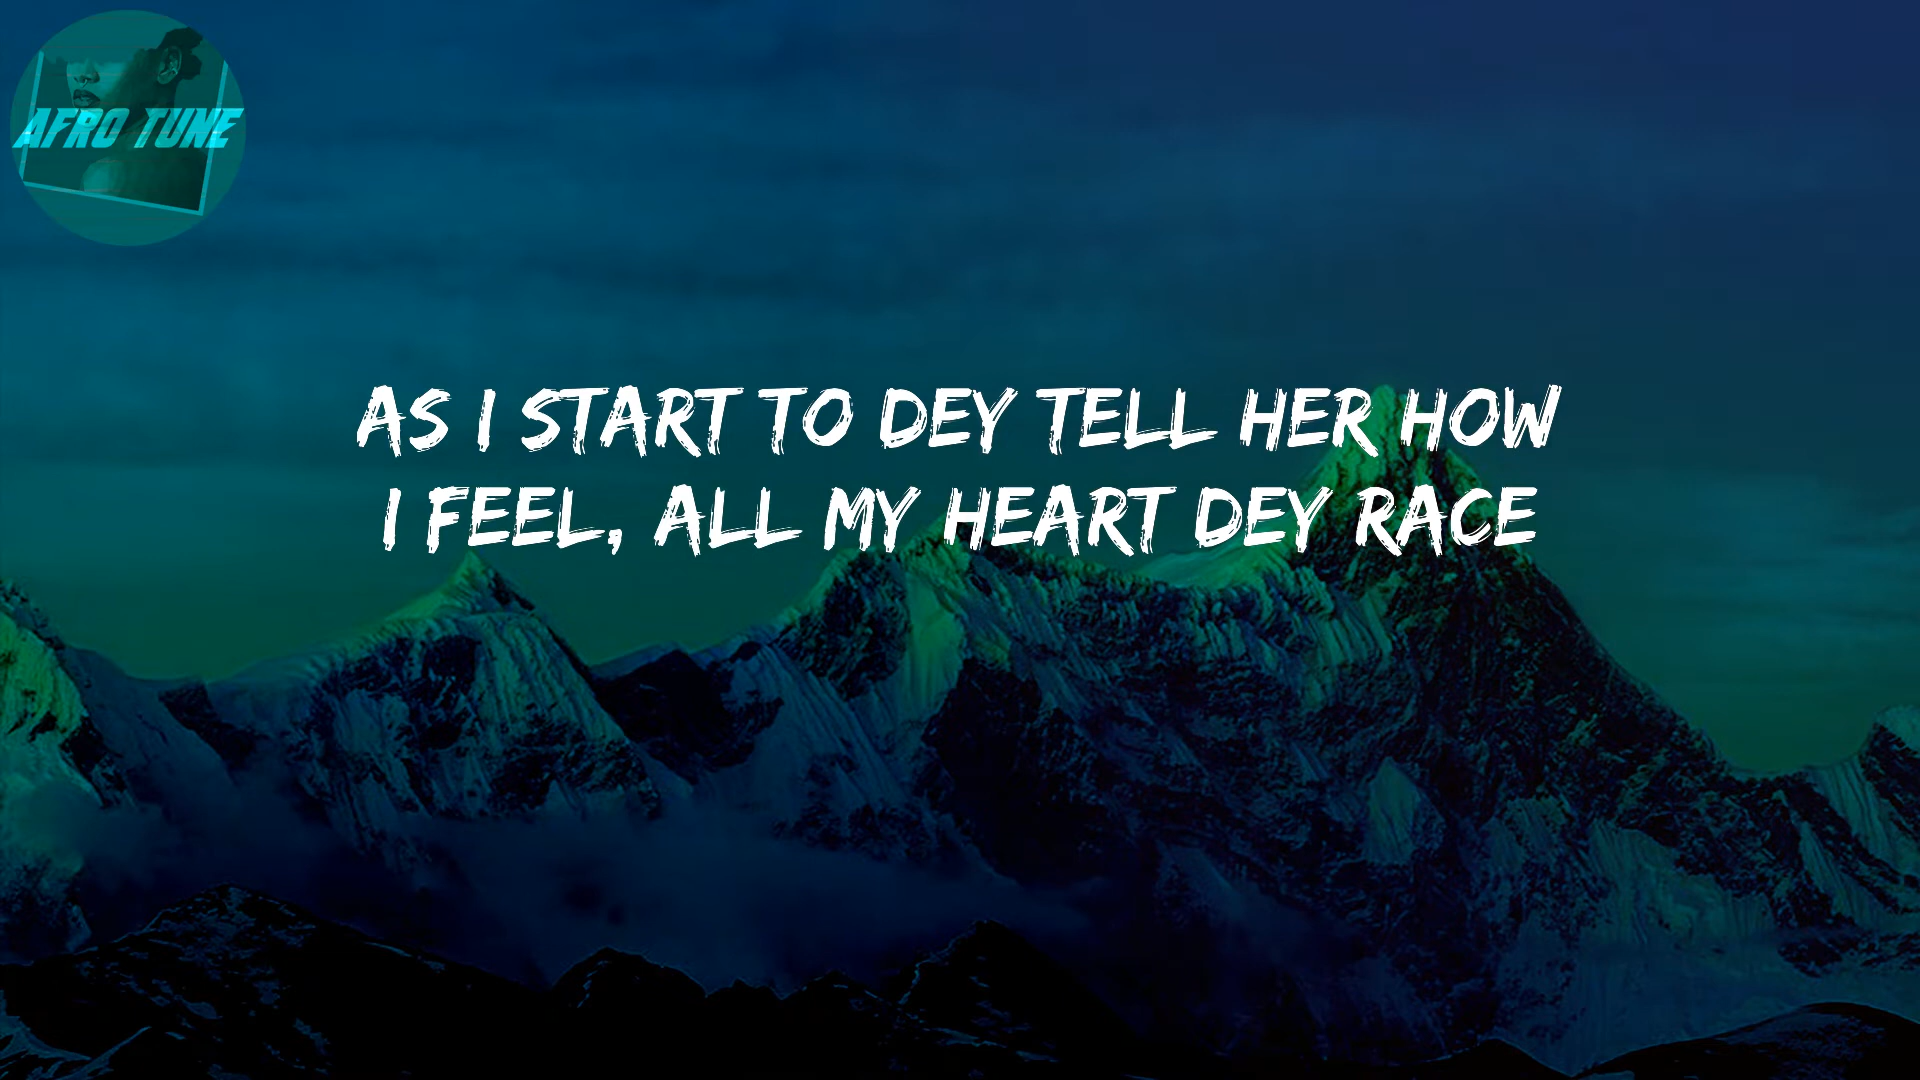 AFRO TUNE
AS I START TO DEY TELL HER HOW
I FEEL, ALL MY HEART DEY RACE